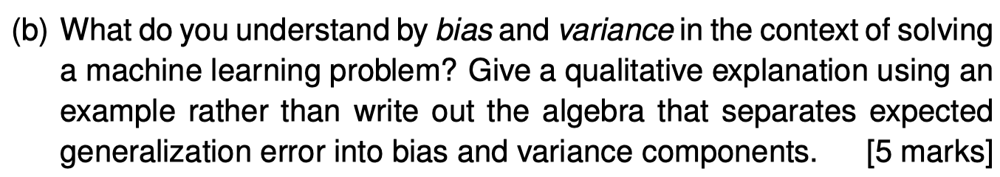 (b) What do you understand by bias and variance in the context of solving
a machine learning problem? Give a qualitative explanation using an
example rather than write out the algebra that separates expected
generalization error into bias and variance components. [5 marks]